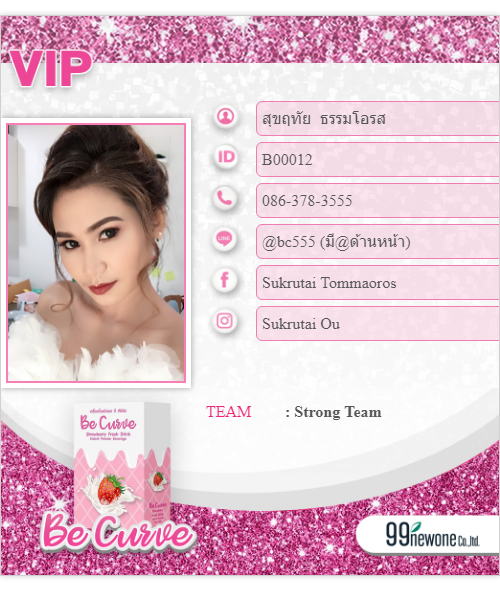 VIP
สุขฤทัย ธรรมโอรส
ID
B00012
086-378-3555
LINE
@bc555 (มี@ด้านหน้า)
f
Sukrutai Tommaoros
Sukrutai Ou
TEAM : Strong Team
Be Curve
Strawberry Fresh Drink
Be Curve
99newone Co.,ltd.